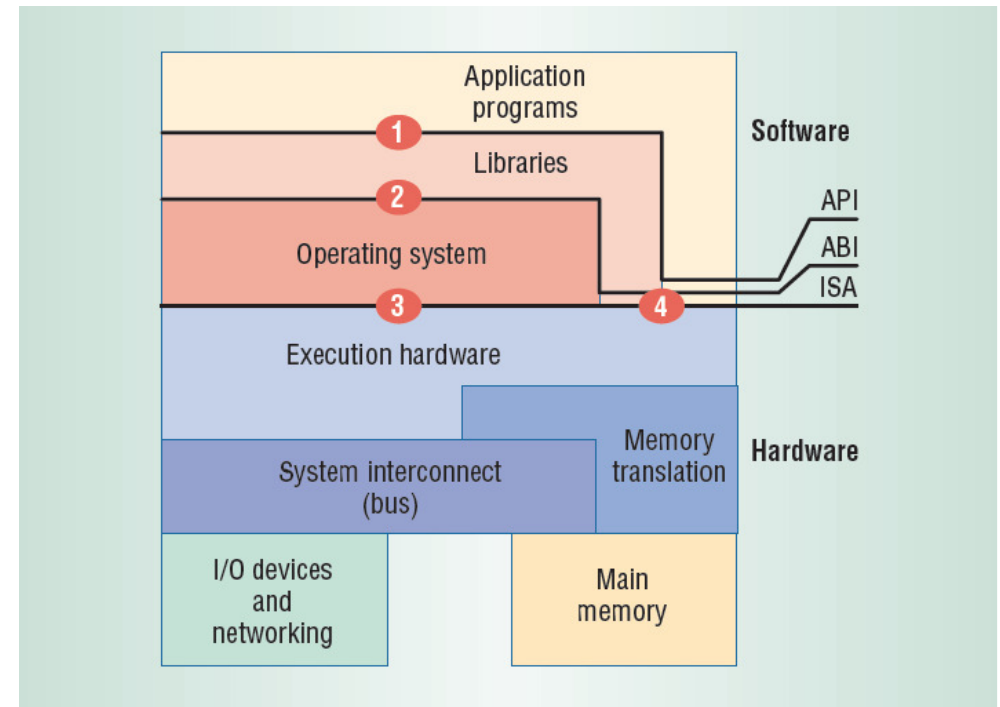 Application
programs
1
Software
Libraries
2
API
Operating system
ABI
ISA
3
4
Execution hardware
Memory
translation
Hardware
System interconnect
(bus)
I/O devices
and
networking
Main
memory